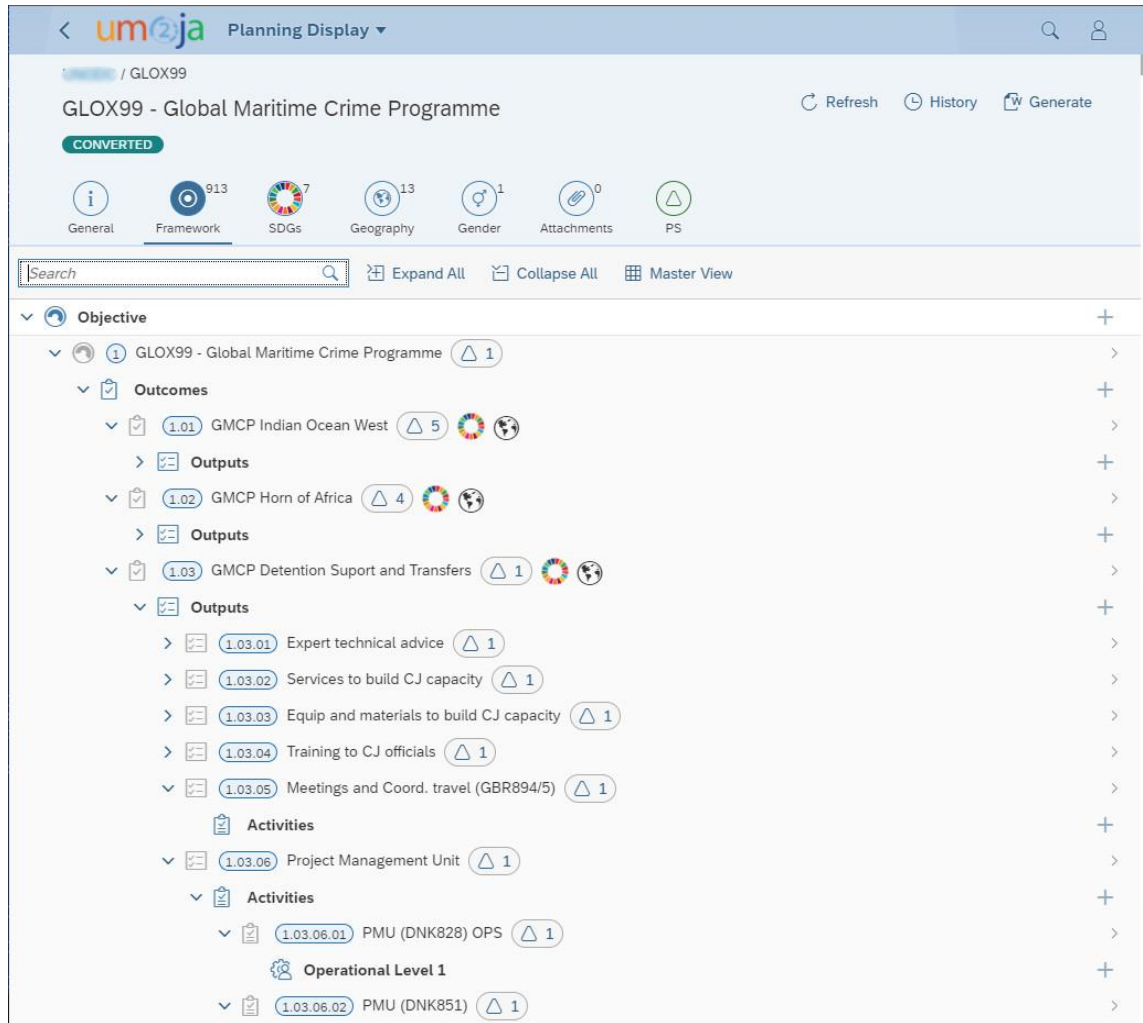 um2ja Planning Display
/ GLOX99
GLOX99 - Global Maritime Crime Programme
Refresh History Generate
CONVERTED
913 7 13 1 0
General Framework SDGs Geography Gender Attachments PS
Search Expand All Collapse All Master View
Objective
1 GLOX99 - Global Maritime Crime Programme 1
Outcomes
1.01 GMCP Indian Ocean West 5
Outputs
1.02 GMCP Horn of Africa 4
Outputs
1.03 GMCP Detention Suport and Transfers 1
Outputs
1.03.01 Expert technical advice 1
1.03.02 Services to build CJ capacity 1
1.03.03 Equip and materials to build CJ capacity 1
1.03.04 Training to CJ officials 1
1.03.05 Meetings and Coord. travel (GBR894/5) 1
Activities
1.03.06 Project Management Unit 1
Activities
1.03.06.01 PMU (DNK828) OPS 1
Operational Level 1
1.03.06.02 PMU (DNK851) 1